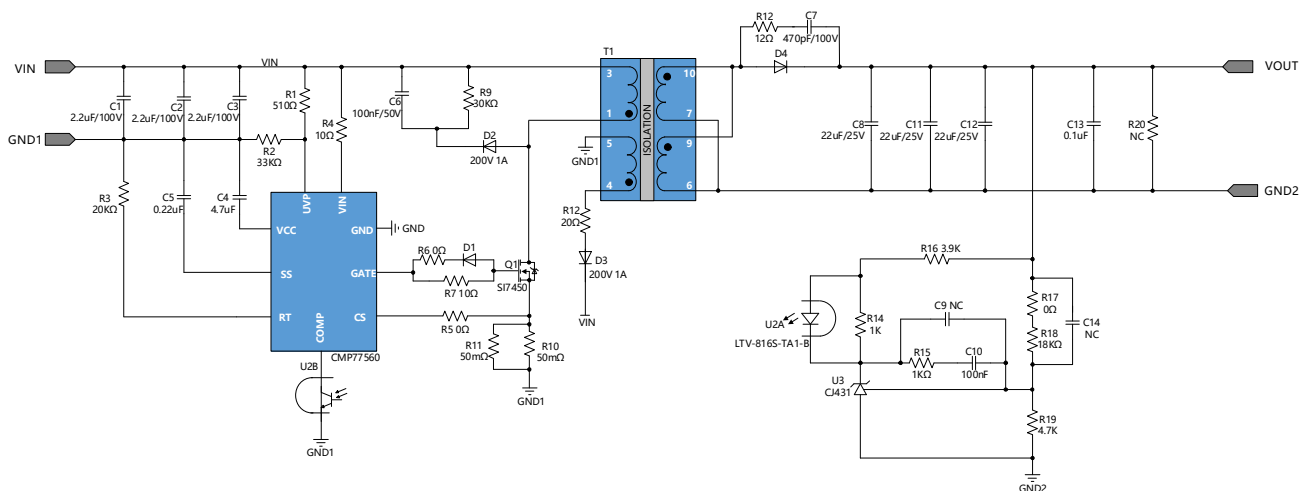 R12
12Ω
C7
470pF/100V
D4
T1
VIN
VIN
VOUT
C1
2.2uF/100V
C2
2.2uF/100V
C3
2.2uF/100V
R1
510Ω
R4
10Ω
C6
100nF/50V
R9
30KΩ
D2
200V 1A
3
1
5
4
ISOLATION
10
7
9
6
GND1
C8
22uF/25V
C11
22uF/25V
C12
22uF/25V
C13
0.1uF
R20
NC
GND1
R2
33KΩ
GND2
R3
20KΩ
C5
0.22uF
C4
4.7uF
UVP
VIN
VCC
GND
GND
SS
GATE
RT
COMP
CS
CMP77560
R6 0Ω
D1
R7 10Ω
Q1
SI7450
R5 0Ω
R11
50mΩ
R10
50mΩ
GND1
R12
20Ω
D3
200V 1A
VIN
U2B
GND1
R16 3.9K
U2A
LTV-816S-TA1-B
R14
1K
C9 NC
R15
1KΩ
C10
100nF
R17
0Ω
R18
18KΩ
C14
NC
U3
CJ431
R19
4.7K
GND2